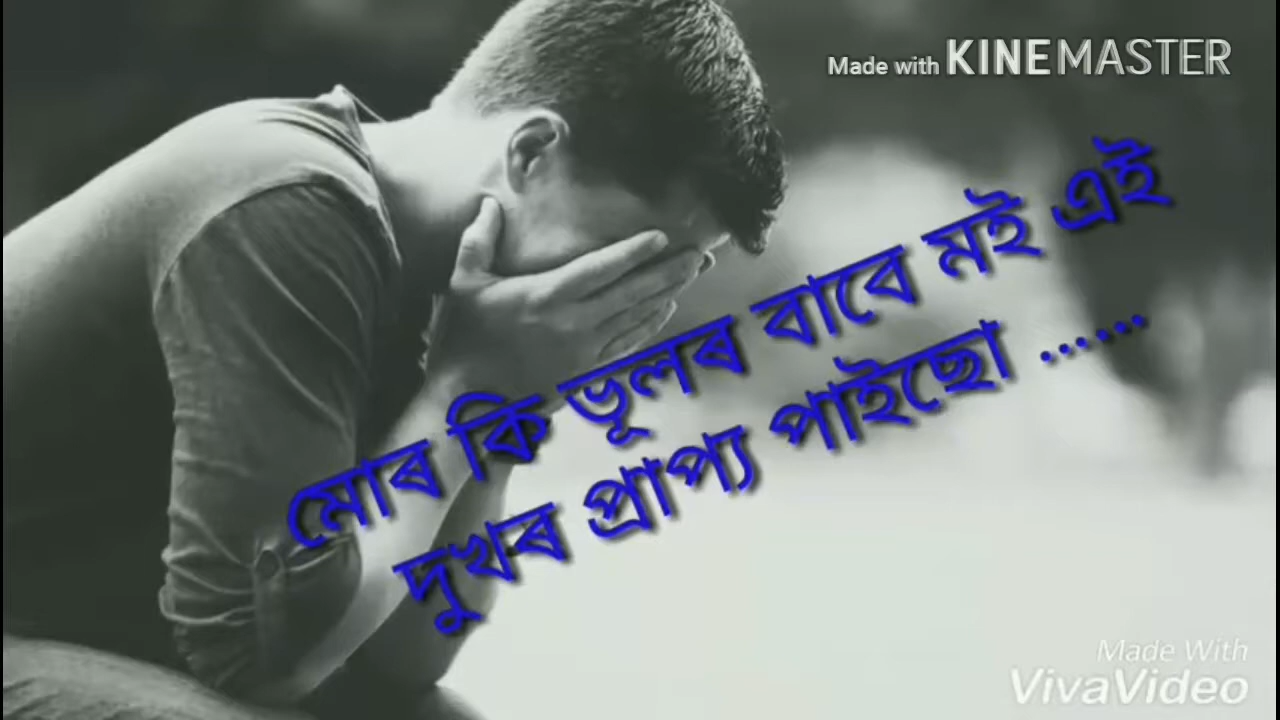 Made with KINEMASTER
মোৰ কি ভূলৰ বাবে মই এই
দুখৰ প্ৰাপ্য পাইছো ......
Made With
VivaVideo